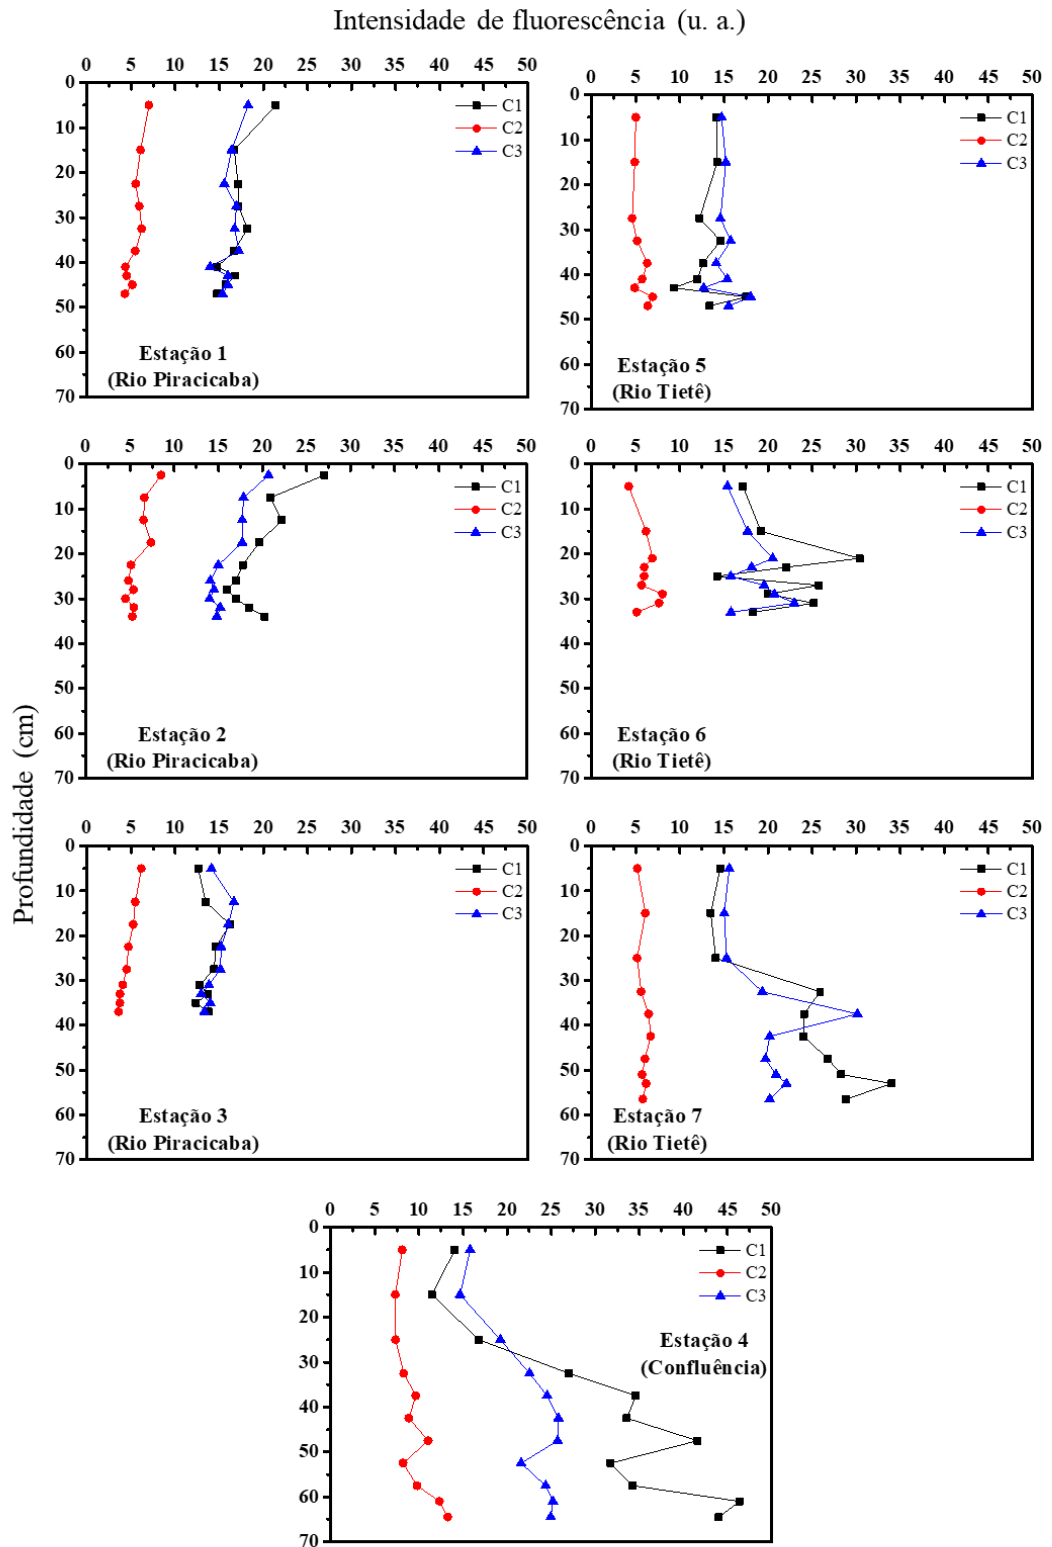 Intensidade de fluorescência (u. a.)
Profundidade (cm)
0 5 10 15 20 25 30 35 40 45 50
0
10
20
30
40
50
60
70
C1
C2
C3
Estação 1
(Rio Piracicaba)
0 5 10 15 20 25 30 35 40 45 50
0
10
20
30
40
50
60
70
C1
C2
C3
Estação 5
(Rio Tietê)
0 5 10 15 20 25 30 35 40 45 50
0
10
20
30
40
50
60
70
C1
C2
C3
Estação 2
(Rio Piracicaba)
0 5 10 15 20 25 30 35 40 45 50
0
10
20
30
40
50
60
70
C1
C2
C3
Estação 6
(Rio Tietê)
0 5 10 15 20 25 30 35 40 45 50
0
10
20
30
40
50
60
70
C1
C2
C3
Estação 3
(Rio Piracicaba)
0 5 10 15 20 25 30 35 40 45 50
0
10
20
30
40
50
60
70
C1
C2
C3
Estação 7
(Rio Tietê)
0 5 10 15 20 25 30 35 40 45 50
0
10
20
30
40
50
60
70
C1
C2
C3
Estação 4
(Confluência)